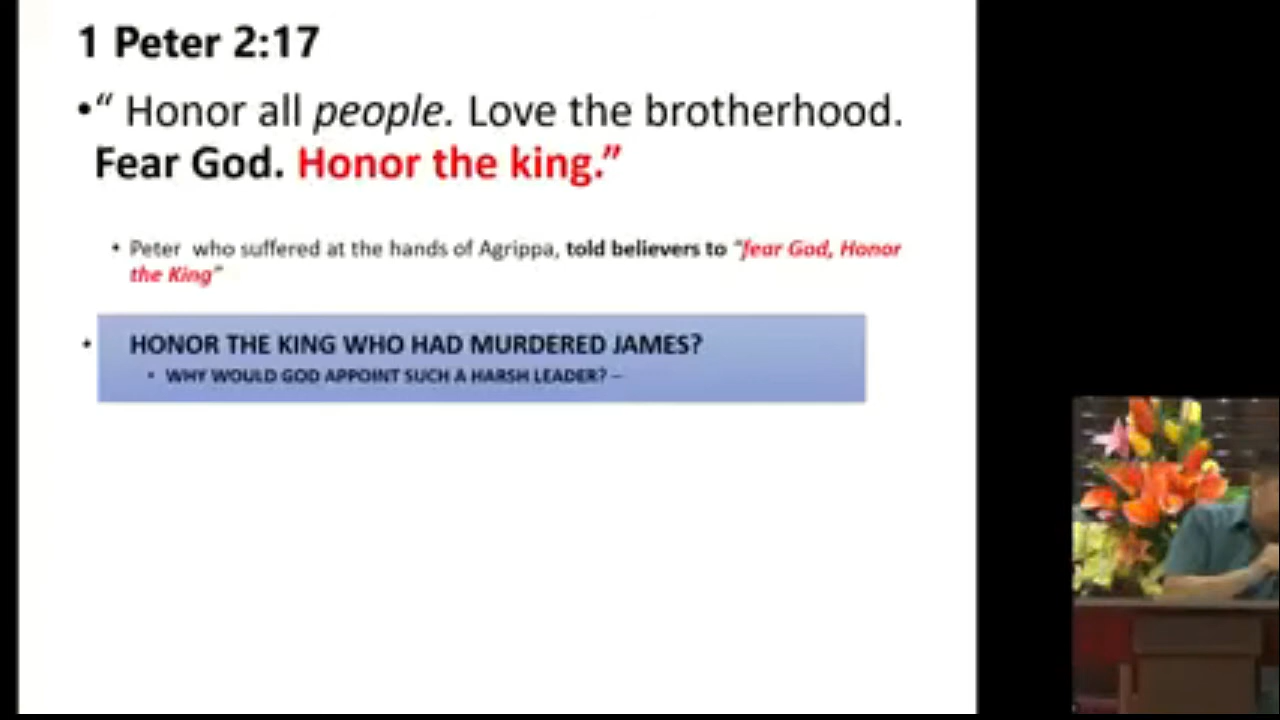 1 Peter 2:17
•“ Honor all people. Love the brotherhood.
Fear God. Honor the king.”
• Peter who suffered at the hands of Agrippa, told believers to “fear God, Honor
the King”
• HONOR THE KING WHO HAD MURDERED JAMES?
• WHY WOULD GOD APPOINT SUCH A HARSH LEADER? –